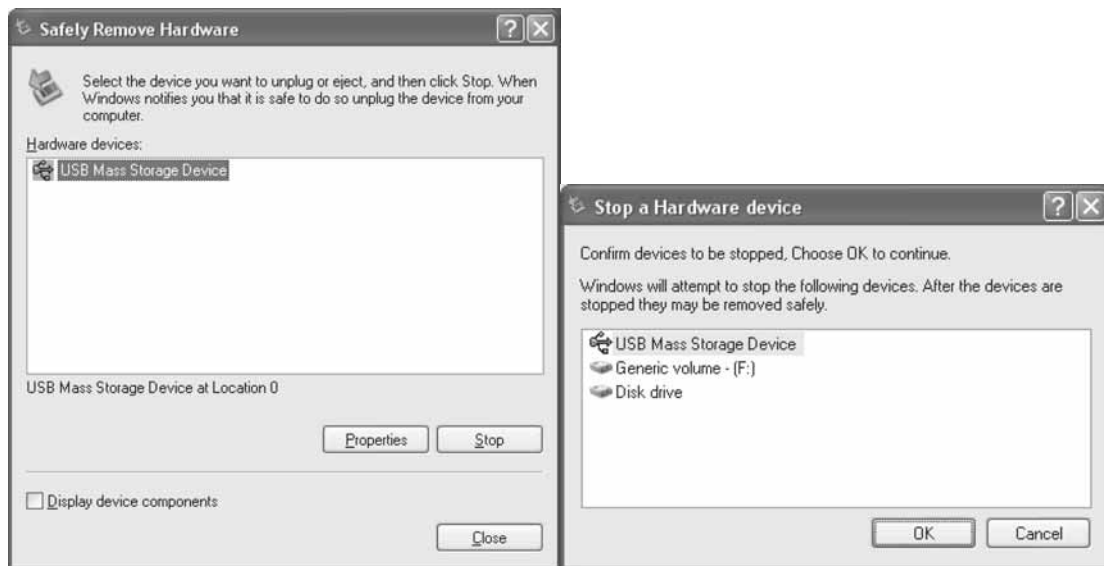 Safely Remove Hardware
Select the device you want to unplug or eject, and then click Stop. When
Windows notifies you that it is safe to do so unplug the device from your
computer.
Hardware devices:
USB Mass Storage Device
USB Mass Storage Device at Location 0
Properties
Stop
Display device components
Close
Stop a Hardware device
Confirm devices to be stopped, Choose OK to continue.
Windows will attempt to stop the following devices. After the devices are
stopped they may be removed safely.
USB Mass Storage Device
Generic volume - (F:)
Disk drive
OK
Cancel